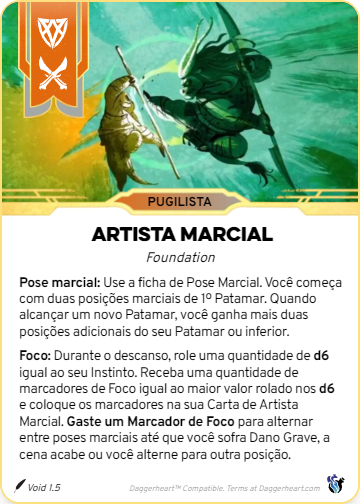 PUGILISTA
ARTISTA MARCIAL
Foundation
Pose marcial: Use a ficha de Pose Marcial. Você começa
com duas posições marciais de 1º Patamar. Quando
alcançar um novo Patamar, você ganha mais duas
posições adicionais do seu Patamar ou inferior.
Foco: Durante o descanso, role uma quantidade de d6
igual ao seu Instinto. Receba uma quantidade de
marcadores de Foco igual ao maior valor rolado nos d6
e coloque os marcadores na sua Carta de Artista
Marcial. Gaste um Marcador de Foco para alternar
entre poses marciais até que você sofra Dano Grave, a
cena acabe ou você alterne para outra posição.
Void 1.5
Daggerheart™ Compatible. Terms at Daggerheart.com